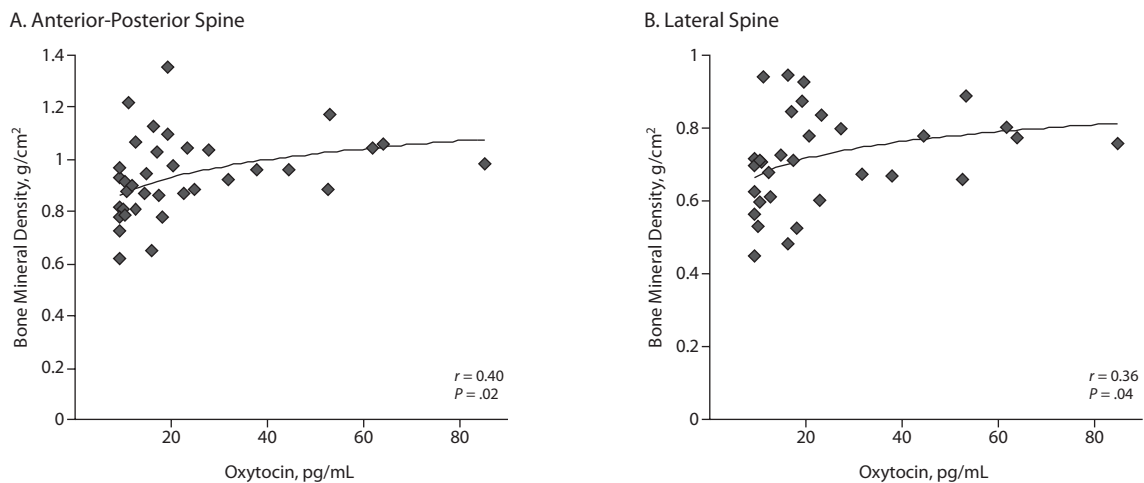 A. Anterior-Posterior Spine
1.4
1.2
1
0.8
0.6
0.4
0.2
0
Bone Mineral Density, g/cm²
20
40
60
80
Oxytocin, pg/mL
r = 0.40
P = .02
B. Lateral Spine
1
0.8
0.6
0.4
0.2
0
Bone Mineral Density, g/cm²
20
40
60
80
Oxytocin, pg/mL
r = 0.36
P = .04